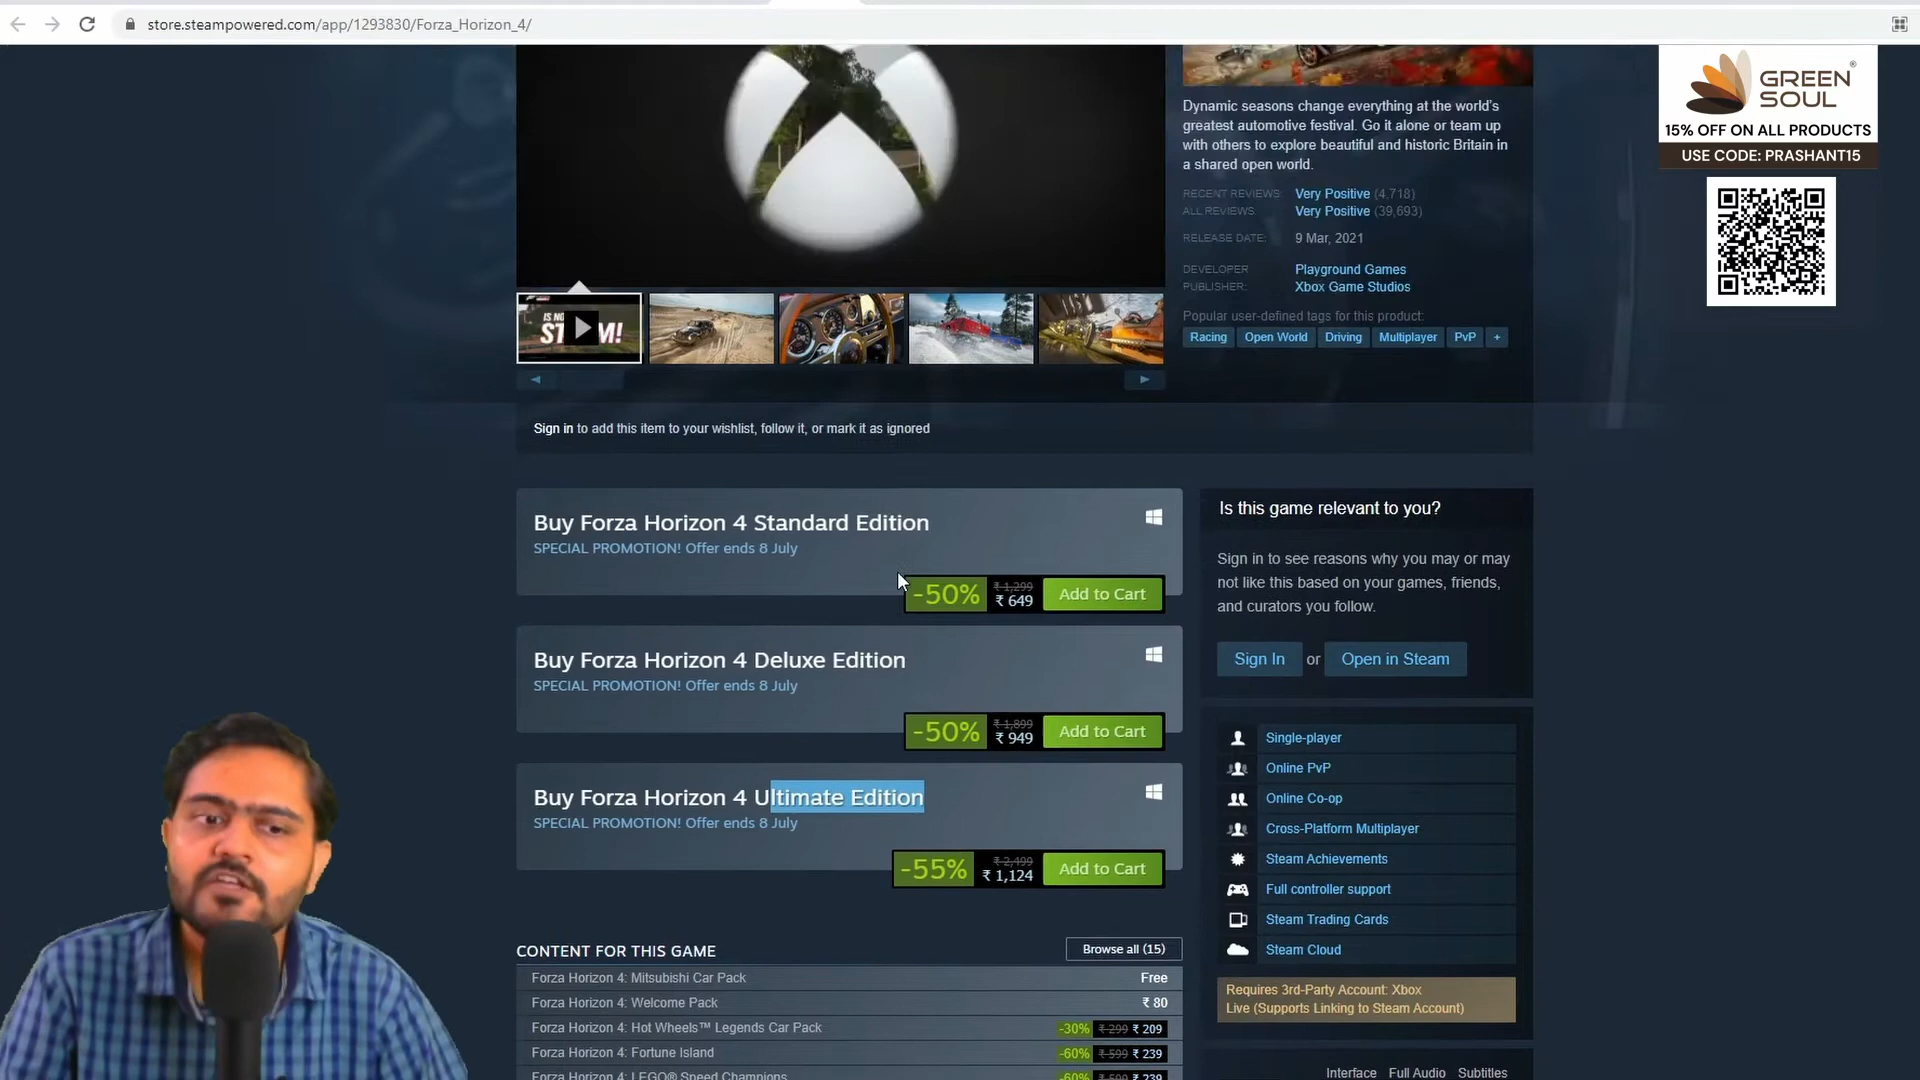 store.steampowered.com/app/1293830/Forza_Horizon_4/
GREEN SOUL
15% OFF ON ALL PRODUCTS
USE CODE: PRASHANT15
Dynamic seasons change everything at the world's
greatest automotive festival. Go it alone or team up
with others to explore beautiful and historic Britain in
a shared open world.
RECENT REVIEWS: Very Positive (4,718)
ALL REVIEWS: Very Positive (39,693)
RELEASE DATE: 9 Mar, 2021
DEVELOPER: Playground Games
PUBLISHER: Xbox Game Studios
Popular user-defined tags for this product:
Racing Open World Driving Multiplayer PvP +
Sign in to add this item to your wishlist, follow it, or mark it as ignored
Buy Forza Horizon 4 Standard Edition
SPECIAL PROMOTION! Offer ends 8 July
-50% ₹ 1,299 ₹ 649 Add to Cart
Buy Forza Horizon 4 Deluxe Edition
SPECIAL PROMOTION! Offer ends 8 July
-50% ₹ 1,899 ₹ 949 Add to Cart
Buy Forza Horizon 4 Ultimate Edition
SPECIAL PROMOTION! Offer ends 8 July
-55% ₹ 2,499 ₹ 1,124 Add to Cart
CONTENT FOR THIS GAME Browse all (15)
Forza Horizon 4: Mitsubishi Car Pack Free
Forza Horizon 4: Welcome Pack ₹ 80
Forza Horizon 4: Hot Wheels™ Legends Car Pack -30% ₹ 299 ₹ 209
Forza Horizon 4: Fortune Island -60% ₹ 599 ₹ 239
Forza Horizon 4: LEGO® Speed Champions -60% ₹ 599 ₹ 239
Is this game relevant to you?
Sign in to see reasons why you may or may
not like this based on your games, friends,
and curators you follow.
Sign In or Open in Steam
Single-player
Online PvP
Online Co-op
Cross-Platform Multiplayer
Steam Achievements
Full controller support
Steam Trading Cards
Steam Cloud
Requires 3rd-Party Account: Xbox
Live (Supports Linking to Steam Account)
Interface Full Audio Subtitles